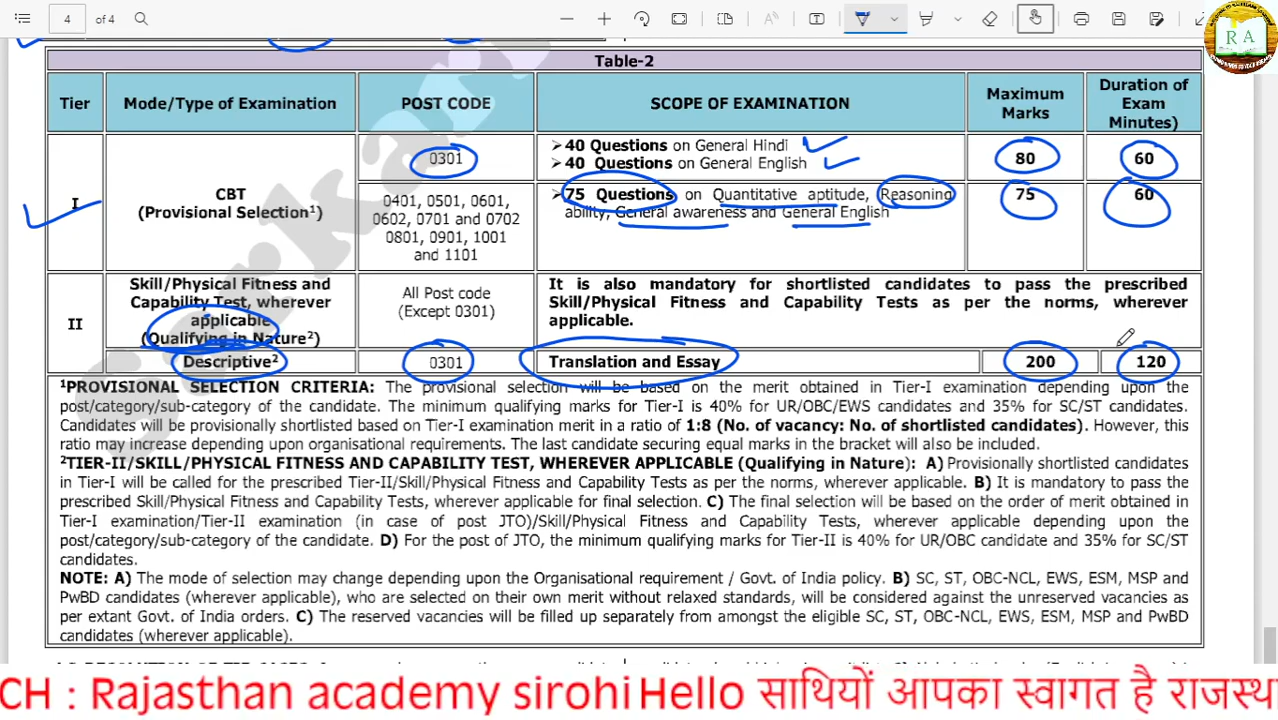 4 of 4
RA
Table-2
Tier Mode/Type of Examination POST CODE SCOPE OF EXAMINATION Maximum Marks Duration of Exam Minutes)
I
CBT
(Provisional Selection¹)
0301
➢40 Questions on General Hindi
➢40 Questions on General English
80 60
0401, 0501, 0601,
0602, 0701 and 0702
0801, 0901, 1001
and 1101
➢75 Questions on Quantitative aptitude, Reasoning
ability, General awareness and General English
75 60
II
Skill/Physical Fitness and
Capability Test, wherever
applicable
(Qualifying in Nature²)
All Post code
(Except 0301)
It is also mandatory for shortlisted candidates to pass the prescribed
Skill/Physical Fitness and Capability Tests as per the norms, wherever
applicable.
Descriptive² 0301 Translation and Essay 200 120
¹PROVISIONAL SELECTION CRITERIA: The provisional selection will be based on the merit obtained in Tier-I examination depending upon the
post/category/sub-category of the candidate. The minimum qualifying marks for Tier-I is 40% for UR/OBC/EWS candidates and 35% for SC/ST candidates.
Candidates will be provisionally shortlisted based on Tier-I examination merit in a ratio of 1:8 (No. of vacancy: No. of shortlisted candidates). However, this
ratio may increase depending upon organisational requirements. The last candidate securing equal marks in the bracket will also be included.
²TIER-II/SKILL/PHYSICAL FITNESS AND CAPABILITY TEST, WHEREVER APPLICABLE (Qualifying in Nature): A) Provisionally shortlisted candidates
in Tier-I will be called for the prescribed Tier-II/Skill/Physical Fitness and Capability Tests as per the norms, wherever applicable. B) It is mandatory to pass the
prescribed Skill/Physical Fitness and Capability Tests, wherever applicable for final selection. C) The final selection will be based on the order of merit obtained in
Tier-I examination/Tier-II examination (in case of post JTO)/Skill/Physical Fitness and Capability Tests, wherever applicable depending upon the
post/category/sub-category of the candidate. D) For the post of JTO, the minimum qualifying marks for Tier-II is 40% for UR/OBC candidate and 35% for SC/ST
candidates.
NOTE: A) The mode of selection may change depending upon the Organisational requirement / Govt. of India policy. B) SC, ST, OBC-NCL, EWS, ESM, MSP and
PwBD candidates (wherever applicable), who are selected on their own merit without relaxed standards, will be considered against the unreserved vacancies as
per extant Govt. of India orders. C) The reserved vacancies will be filled up separately from amongst the eligible SC, ST, OBC-NCL, EWS, ESM, MSP and PwBD
candidates (wherever applicable).
CH : Rajasthan academy sirohi Hello साथियों आपका स्वागत है राजस्थ